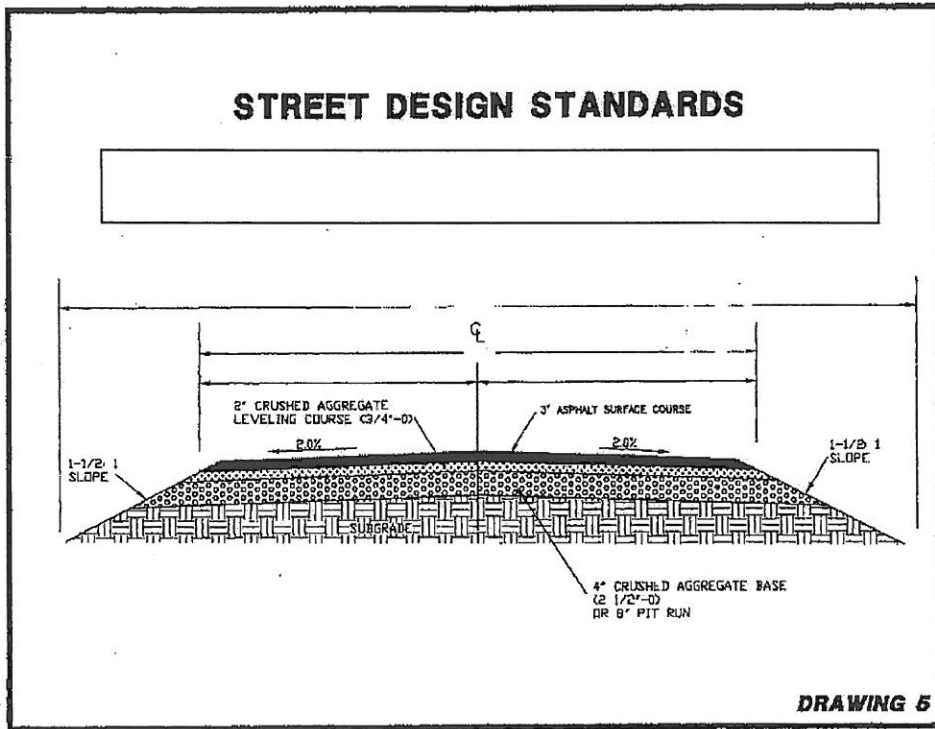 STREET DESIGN STANDARDS
℄
2" CRUSHED AGGREGATE
LEVELING COURSE (3/4"-0)
3" ASPHALT SURFACE COURSE
2.0%
2.0%
1-1/2: 1
SLOPE
1-1/2: 1
SLOPE
SUBGRADE
4" CRUSHED AGGREGATE BASE
(2 1/2"-0)
OR 8" PIT RUN
DRAWING 5